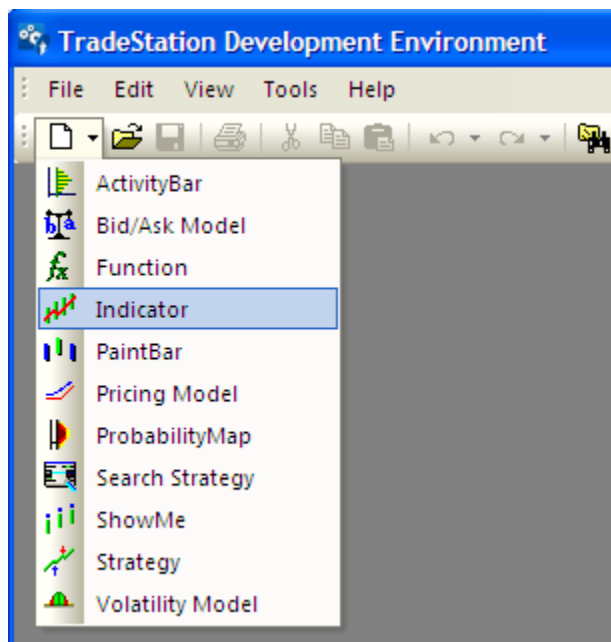 TradeStation Development Environment
File Edit View Tools Help
ActivityBar
Bid/Ask Model
Function
Indicator
PaintBar
Pricing Model
ProbabilityMap
Search Strategy
ShowMe
Strategy
Volatility Model